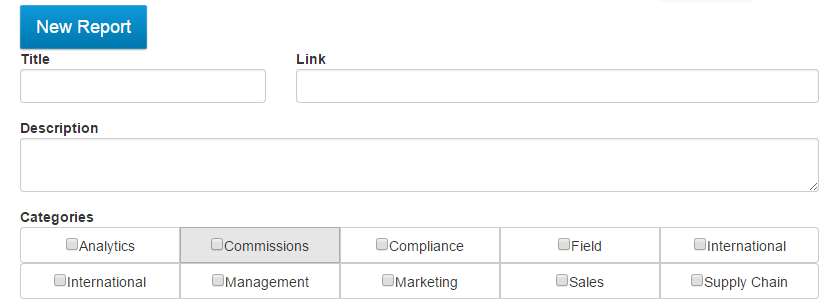 New Report
Title Link
Description
Categories
Analytics Commissions Compliance Field International
International Management Marketing Sales Supply Chain